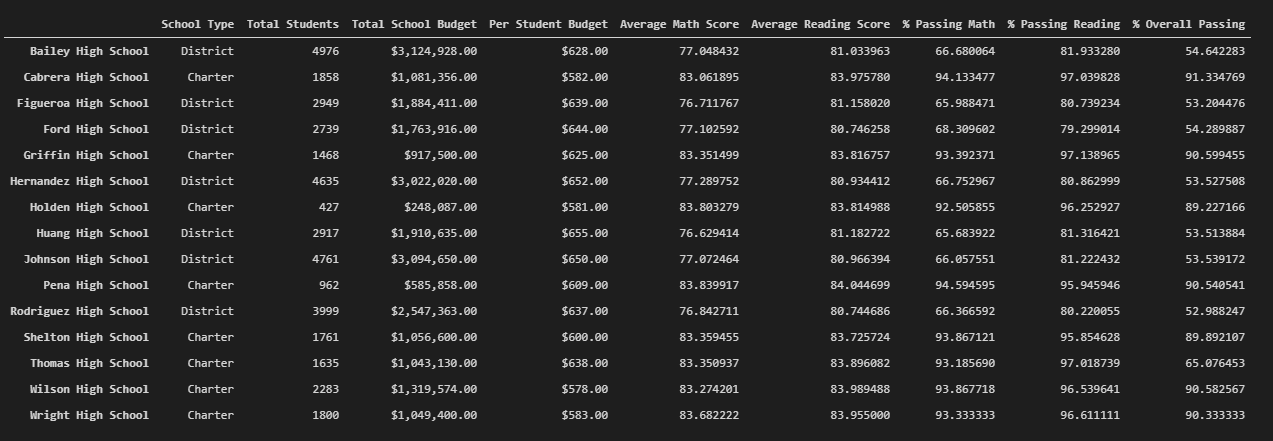 School Type Total Students Total School Budget Per Student Budget Average Math Score Average Reading Score % Passing Math % Passing Reading % Overall Passing
Bailey High School District 4976 $3,124,928.00 $628.00 77.048432 81.033963 66.680064 81.933280 54.642283
Cabrera High School Charter 1858 $1,081,356.00 $582.00 83.061895 83.975780 94.133477 97.039828 91.334769
Figueroa High School District 2949 $1,884,411.00 $639.00 76.711767 81.158020 65.988471 80.739234 53.204476
Ford High School District 2739 $1,763,916.00 $644.00 77.102592 80.746258 68.309602 79.299014 54.289887
Griffin High School Charter 1468 $917,500.00 $625.00 83.351499 83.816757 93.392371 97.138965 90.599455
Hernandez High School District 4635 $3,022,020.00 $652.00 77.289752 80.934412 66.752967 80.862999 53.527508
Holden High School Charter 427 $248,087.00 $581.00 83.803279 83.814988 92.505855 96.252927 89.227166
Huang High School District 2917 $1,910,635.00 $655.00 76.629414 81.182722 65.683922 81.316421 53.513884
Johnson High School District 4761 $3,094,650.00 $650.00 77.072464 80.966394 66.057551 81.222432 53.539172
Pena High School Charter 962 $585,858.00 $609.00 83.839917 84.044699 94.594595 95.945946 90.540541
Rodriguez High School District 3999 $2,547,363.00 $637.00 76.842711 80.744686 66.366592 80.220055 52.988247
Shelton High School Charter 1761 $1,056,600.00 $600.00 83.359455 83.725724 93.867121 95.854628 89.892107
Thomas High School Charter 1635 $1,043,130.00 $638.00 83.350937 83.896082 93.185690 97.018739 65.076453
Wilson High School Charter 2283 $1,319,574.00 $578.00 83.274201 83.989488 93.867718 96.539641 90.582567
Wright High School Charter 1800 $1,049,400.00 $583.00 83.682222 83.955000 93.333333 96.611111 90.333333